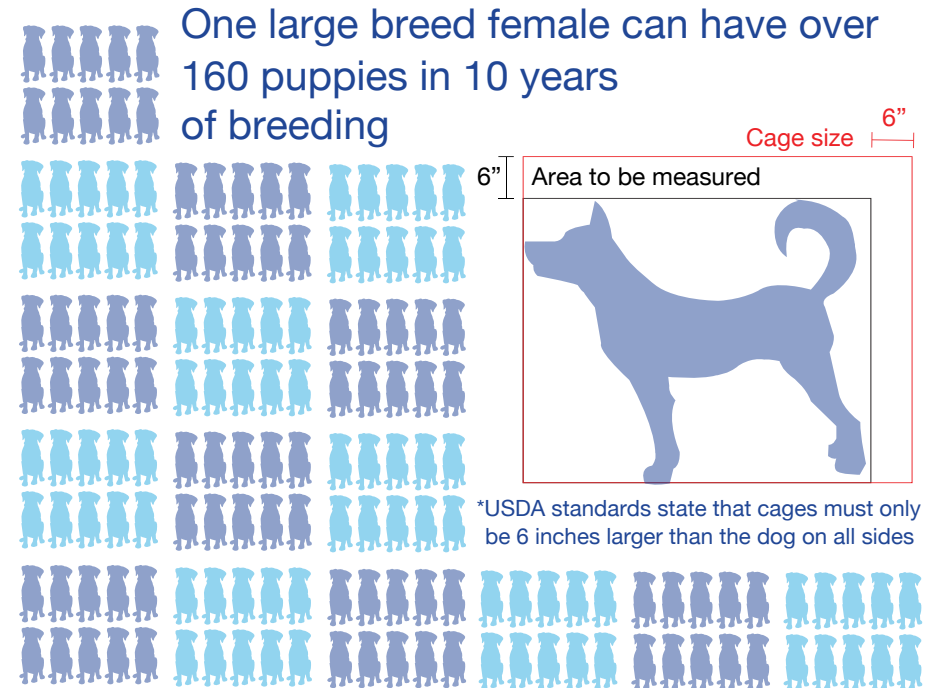 One large breed female can have over
160 puppies in 10 years
of breeding
6”
Cage size
6”
Area to be measured
*USDA standards state that cages must only
be 6 inches larger than the dog on all sides